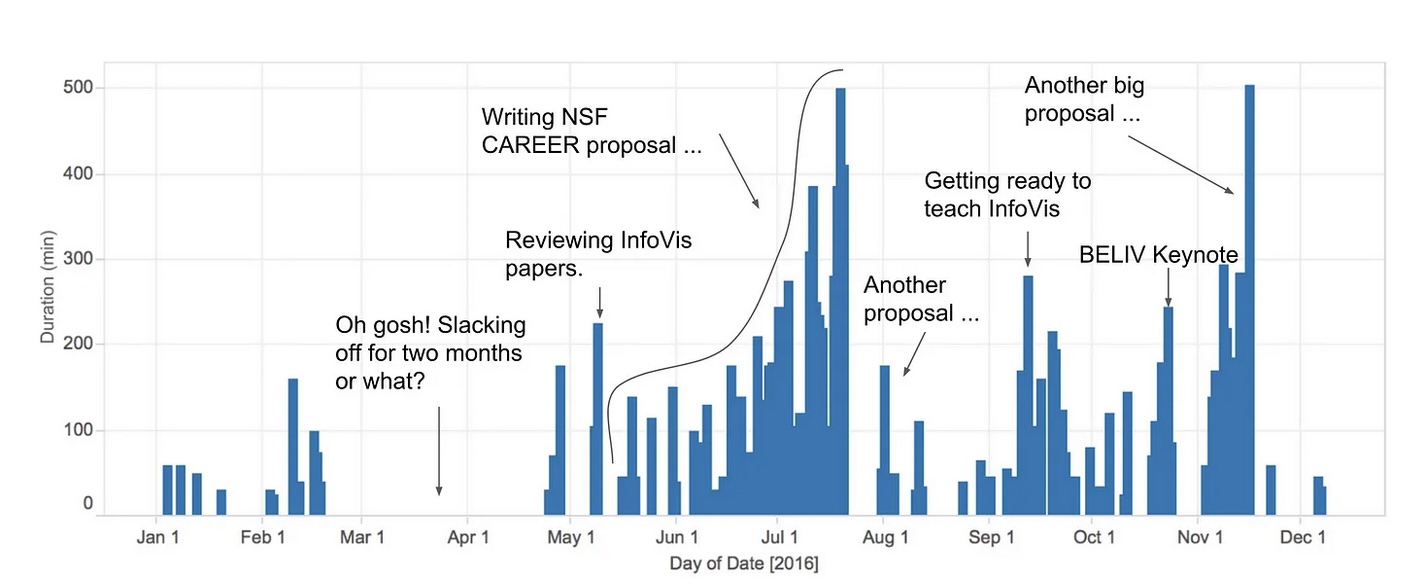 Another big
proposal ...
Writing NSF
CAREER proposal ...
Getting ready to
teach InfoVis
Reviewing InfoVis
papers.
BELIV Keynote
Another
proposal ...
Oh gosh! Slacking
off for two months
or what?
Duration (min)
500
400
300
200
100
0
Jan 1
Feb 1
Mar 1
Apr 1
May 1
Jun 1
Jul 1
Aug 1
Sep 1
Oct 1
Nov 1
Dec 1
Day of Date [2016]